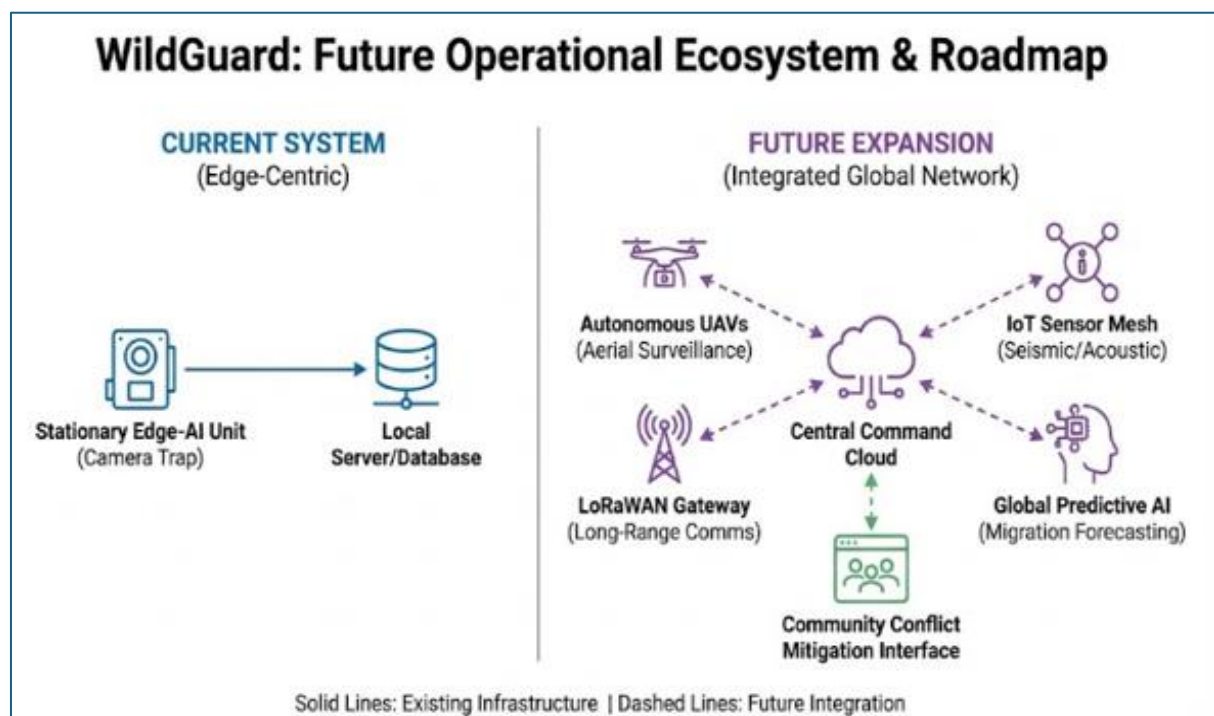 WildGuard: Future Operational Ecosystem & Roadmap
CURRENT SYSTEM
(Edge-Centric)
Stationary Edge-AI Unit
(Camera Trap)
Local
Server/Database
FUTURE EXPANSION
(Integrated Global Network)
Autonomous UAVs
(Aerial Surveillance)
IoT Sensor Mesh
(Seismic/Acoustic)
Central Command
Cloud
LoRaWAN Gateway
(Long-Range Comms)
Global Predictive AI
(Migration Forecasting)
Community Conflict
Mitigation Interface
Solid Lines: Existing Infrastructure | Dashed Lines: Future Integration